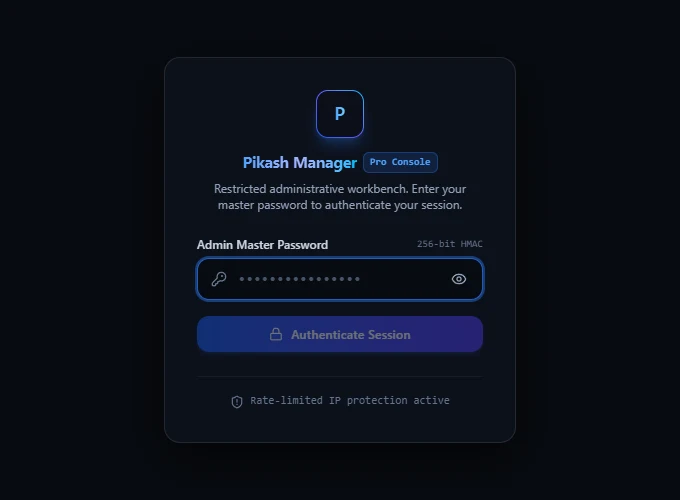 P
Pikash Manager Pro Console
Restricted administrative workbench. Enter your
master password to authenticate your session.
Admin Master Password 256-bit HMAC
••••••••••••••••
Authenticate Session
Rate-limited IP protection active